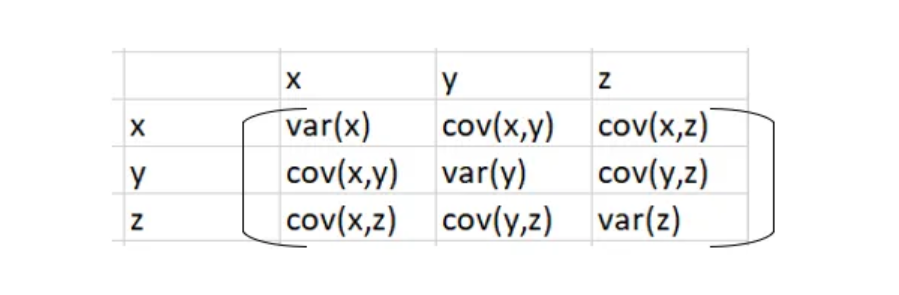 x y z
x var(x) cov(x,y) cov(x,z)
y cov(x,y) var(y) cov(y,z)
z cov(x,z) cov(y,z) var(z)